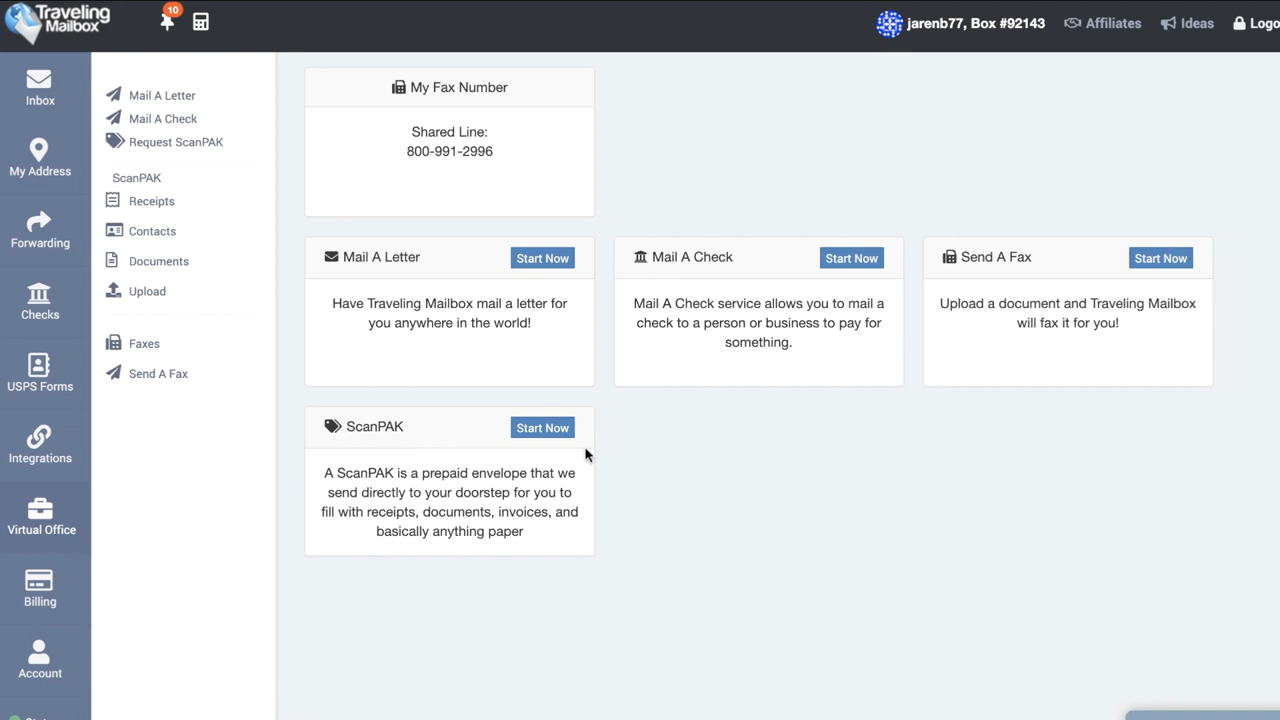 Traveling
Mailbox
10
jarenb77, Box #92143
Affiliates
Ideas
Logo
Inbox
My Address
Forwarding
Checks
USPS Forms
Integrations
Virtual Office
Billing
Account
Mail A Letter
Mail A Check
Request ScanPAK
ScanPAK
Receipts
Contacts
Documents
Upload
Faxes
Send A Fax
My Fax Number
Shared Line:
800-991-2996
Mail A Letter
Start Now
Have Traveling Mailbox mail a letter for
you anywhere in the world!
Mail A Check
Start Now
Mail A Check service allows you to mail a
check to a person or business to pay for
something.
Send A Fax
Start Now
Upload a document and Traveling Mailbox
will fax it for you!
ScanPAK
Start Now
A ScanPAK is a prepaid envelope that we
send directly to your doorstep for you to
fill with receipts, documents, invoices, and
basically anything paper